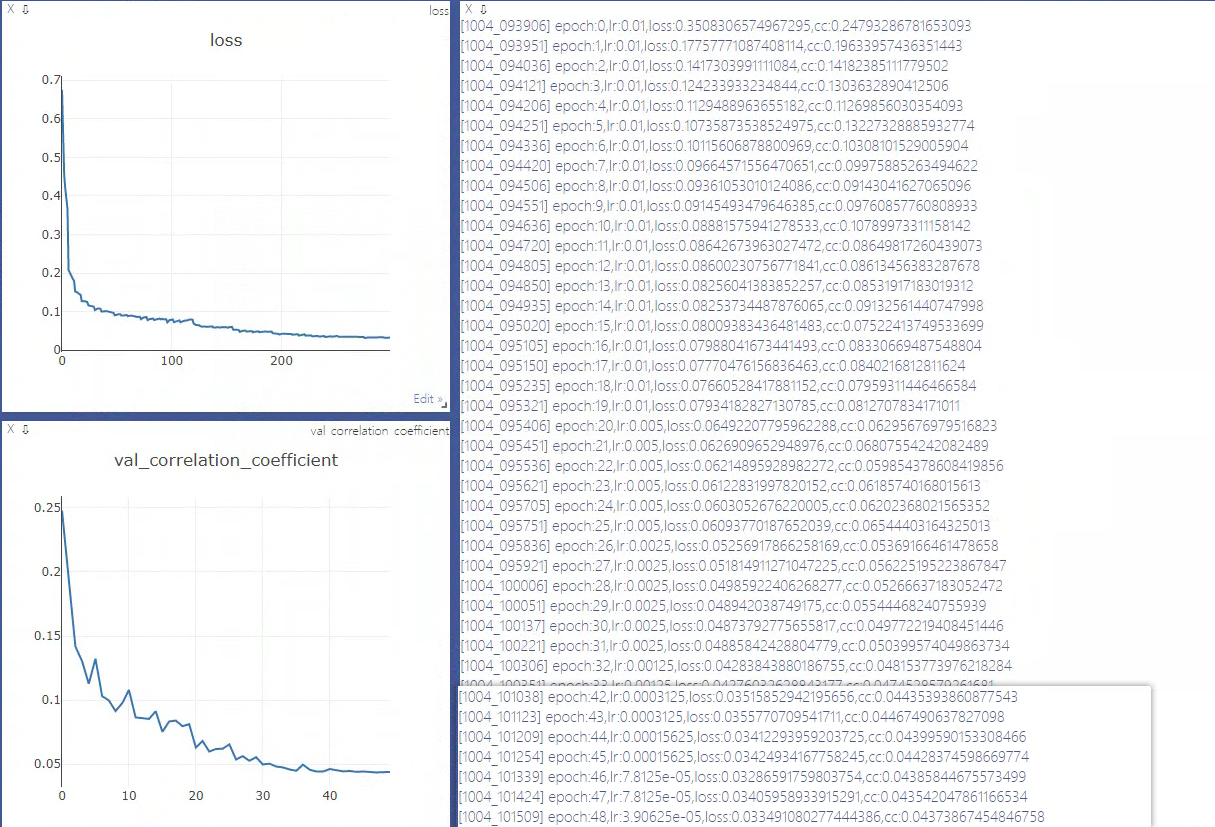 X ⇩
loss
loss
0.7
0.6
0.5
0.4
0.3
0.2
0.1
0
0 100 200
Edit »
X ⇩
val_correlation_coefficient
val_correlation_coefficient
0.25
0.2
0.15
0.1
0.05
0 10 20 30 40
X ⇩
[1004_093906] epoch:0,lr:0.01,loss:0.3508306574967295,cc:0.24793286781653093
[1004_093951] epoch:1,lr:0.01,loss:0.17757771087408114,cc:0.19633957436351443
[1004_094036] epoch:2,lr:0.01,loss:0.1417303991111084,cc:0.14182385111779502
[1004_094121] epoch:3,lr:0.01,loss:0.124233933234844,cc:0.1303632890412506
[1004_094206] epoch:4,lr:0.01,loss:0.1129488963655182,cc:0.11269856030354093
[1004_094251] epoch:5,lr:0.01,loss:0.10735873538524975,cc:0.13227328885932774
[1004_094336] epoch:6,lr:0.01,loss:0.10115606878800969,cc:0.10308101529005904
[1004_094420] epoch:7,lr:0.01,loss:0.09664571556470651,cc:0.09975885263494622
[1004_094506] epoch:8,lr:0.01,loss:0.09361053010124086,cc:0.09143041627065096
[1004_094551] epoch:9,lr:0.01,loss:0.09145493479646385,cc:0.09760857760808933
[1004_094636] epoch:10,lr:0.01,loss:0.08881575941278533,cc:0.10789973311158142
[1004_094720] epoch:11,lr:0.01,loss:0.08642673963027472,cc:0.08649817260439073
[1004_094805] epoch:12,lr:0.01,loss:0.08600230756771841,cc:0.08613456383287678
[1004_094850] epoch:13,lr:0.01,loss:0.08256041383852257,cc:0.08531917183019312
[1004_094935] epoch:14,lr:0.01,loss:0.08253734487876065,cc:0.09132561440747998
[1004_095020] epoch:15,lr:0.01,loss:0.08009383436481483,cc:0.07522413749533699
[1004_095105] epoch:16,lr:0.01,loss:0.07988041673441493,cc:0.08330669487548804
[1004_095150] epoch:17,lr:0.01,loss:0.07770476156836463,cc:0.0840216812811624
[1004_095235] epoch:18,lr:0.01,loss:0.07660528417881152,cc:0.07959311446466584
[1004_095321] epoch:19,lr:0.01,loss:0.07934182827130785,cc:0.0812707834171011
[1004_095406] epoch:20,lr:0.005,loss:0.06492207795962288,cc:0.06295676979516823
[1004_095451] epoch:21,lr:0.005,loss:0.0626909652948976,cc:0.06807554242082489
[1004_095536] epoch:22,lr:0.005,loss:0.06214895928982272,cc:0.059854378608419856
[1004_095621] epoch:23,lr:0.005,loss:0.06122831997820152,cc:0.06185740168015613
[1004_095705] epoch:24,lr:0.005,loss:0.0603052676220005,cc:0.06202368021565352
[1004_095751] epoch:25,lr:0.005,loss:0.06093770187652039,cc:0.06544403164325013
[1004_095836] epoch:26,lr:0.0025,loss:0.05256917866258169,cc:0.05369166461478658
[1004_095921] epoch:27,lr:0.0025,loss:0.051814911271047225,cc:0.056225195223867847
[1004_100006] epoch:28,lr:0.0025,loss:0.04985922406268277,cc:0.05266637183052472
[1004_100051] epoch:29,lr:0.0025,loss:0.048942038749175,cc:0.05544468240755939
[1004_100137] epoch:30,lr:0.0025,loss:0.04873792775655817,cc:0.049772219408451446
[1004_100221] epoch:31,lr:0.0025,loss:0.04885842428804779,cc:0.050399574049863734
[1004_100306] epoch:32,lr:0.00125,loss:0.04283843800186755,cc:0.048153773976218284
[1004_101038] epoch:42,lr:0.0003125,loss:0.03515852942195656,cc:0.04435393860877543
[1004_101123] epoch:43,lr:0.0003125,loss:0.0355770709541711,cc:0.04467490637827098
[1004_101209] epoch:44,lr:0.00015625,loss:0.03412293959203725,cc:0.04399590153308466
[1004_101254] epoch:45,lr:0.00015625,loss:0.03424934167758245,cc:0.04428374598669774
[1004_101339] epoch:46,lr:7.8125e-05,loss:0.03286591759803754,cc:0.04385844675573499
[1004_101424] epoch:47,lr:7.8125e-05,loss:0.03405958933915291,cc:0.043542047861166534
[1004_101509] epoch:48,lr:3.90625e-05,loss:0.033491080277444386,cc:0.04373867454846758